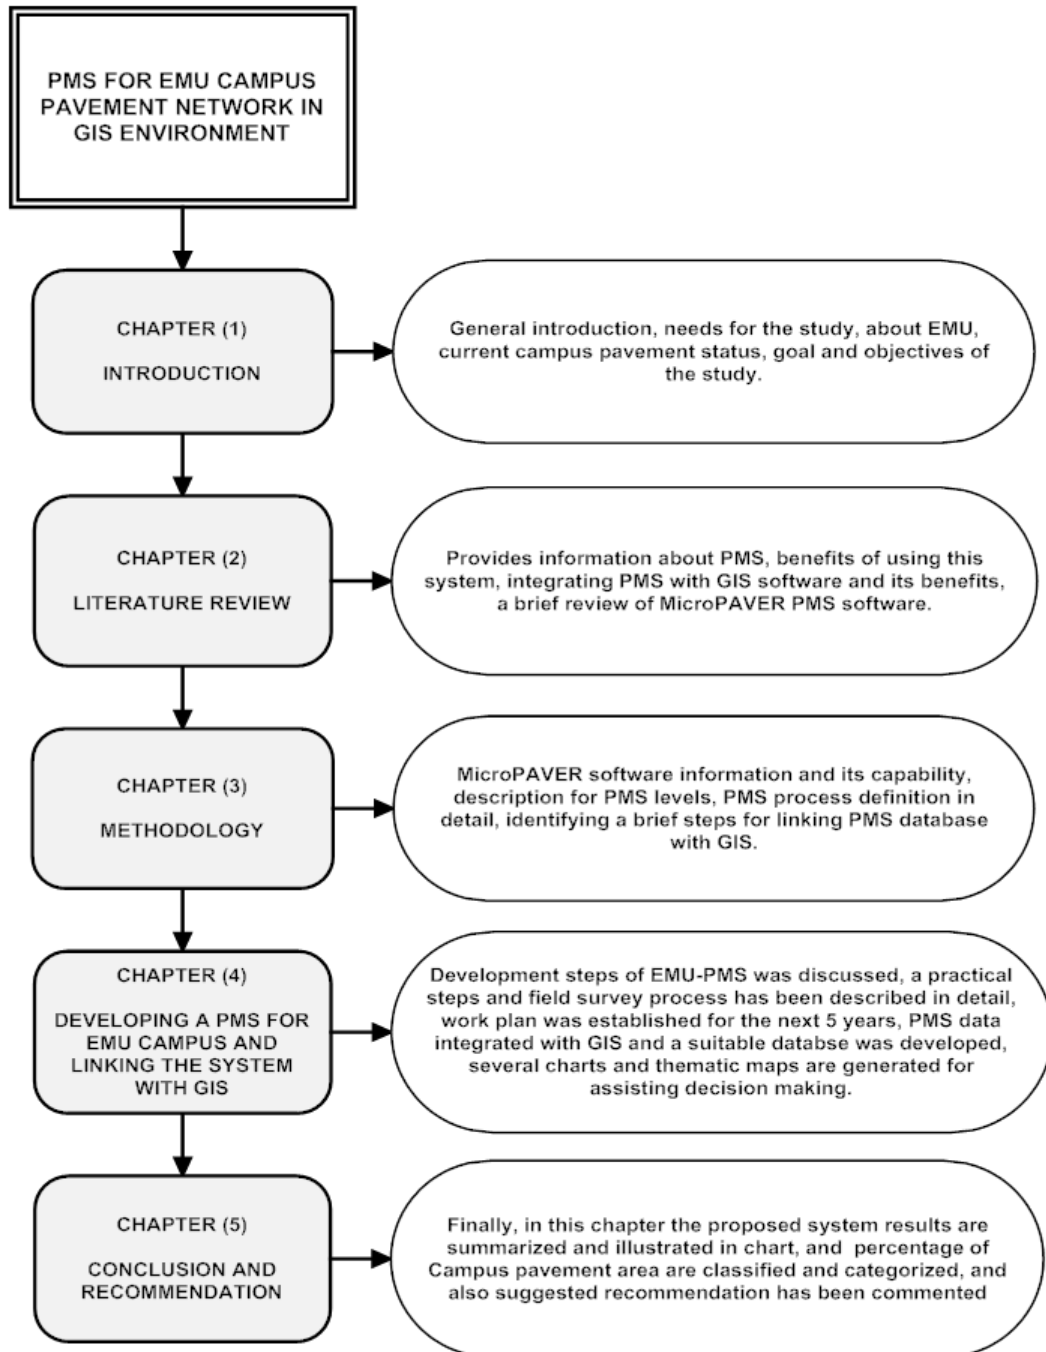 PMS FOR EMU CAMPUS
PAVEMENT NETWORK IN
GIS ENVIRONMENT
CHAPTER (1)
INTRODUCTION
General introduction, needs for the study, about EMU,
current campus pavement status, goal and objectives of
the study.
CHAPTER (2)
LITERATURE REVIEW
Provides information about PMS, benefits of using this
system, integrating PMS with GIS software and its benefits,
a brief review of MicroPAVER PMS software.
CHAPTER (3)
METHODOLOGY
MicroPAVER software information and its capability,
description for PMS levels, PMS process definition in
detail, identifying a brief steps for linking PMS database
with GIS.
CHAPTER (4)
DEVELOPING A PMS FOR
EMU CAMPUS AND
LINKING THE SYSTEM
WITH GIS
Development steps of EMU-PMS was discussed, a practical
steps and field survey process has been described in detail,
work plan was established for the next 5 years, PMS data
integrated with GIS and a suitable databse was developed,
several charts and thematic maps are generated for
assisting decision making.
CHAPTER (5)
CONCLUSION AND
RECOMMENDATION
Finally, in this chapter the proposed system results are
summarized and illustrated in chart, and  percentage of
Campus pavement area are classified and categorized, and
also suggested recommendation has been commented